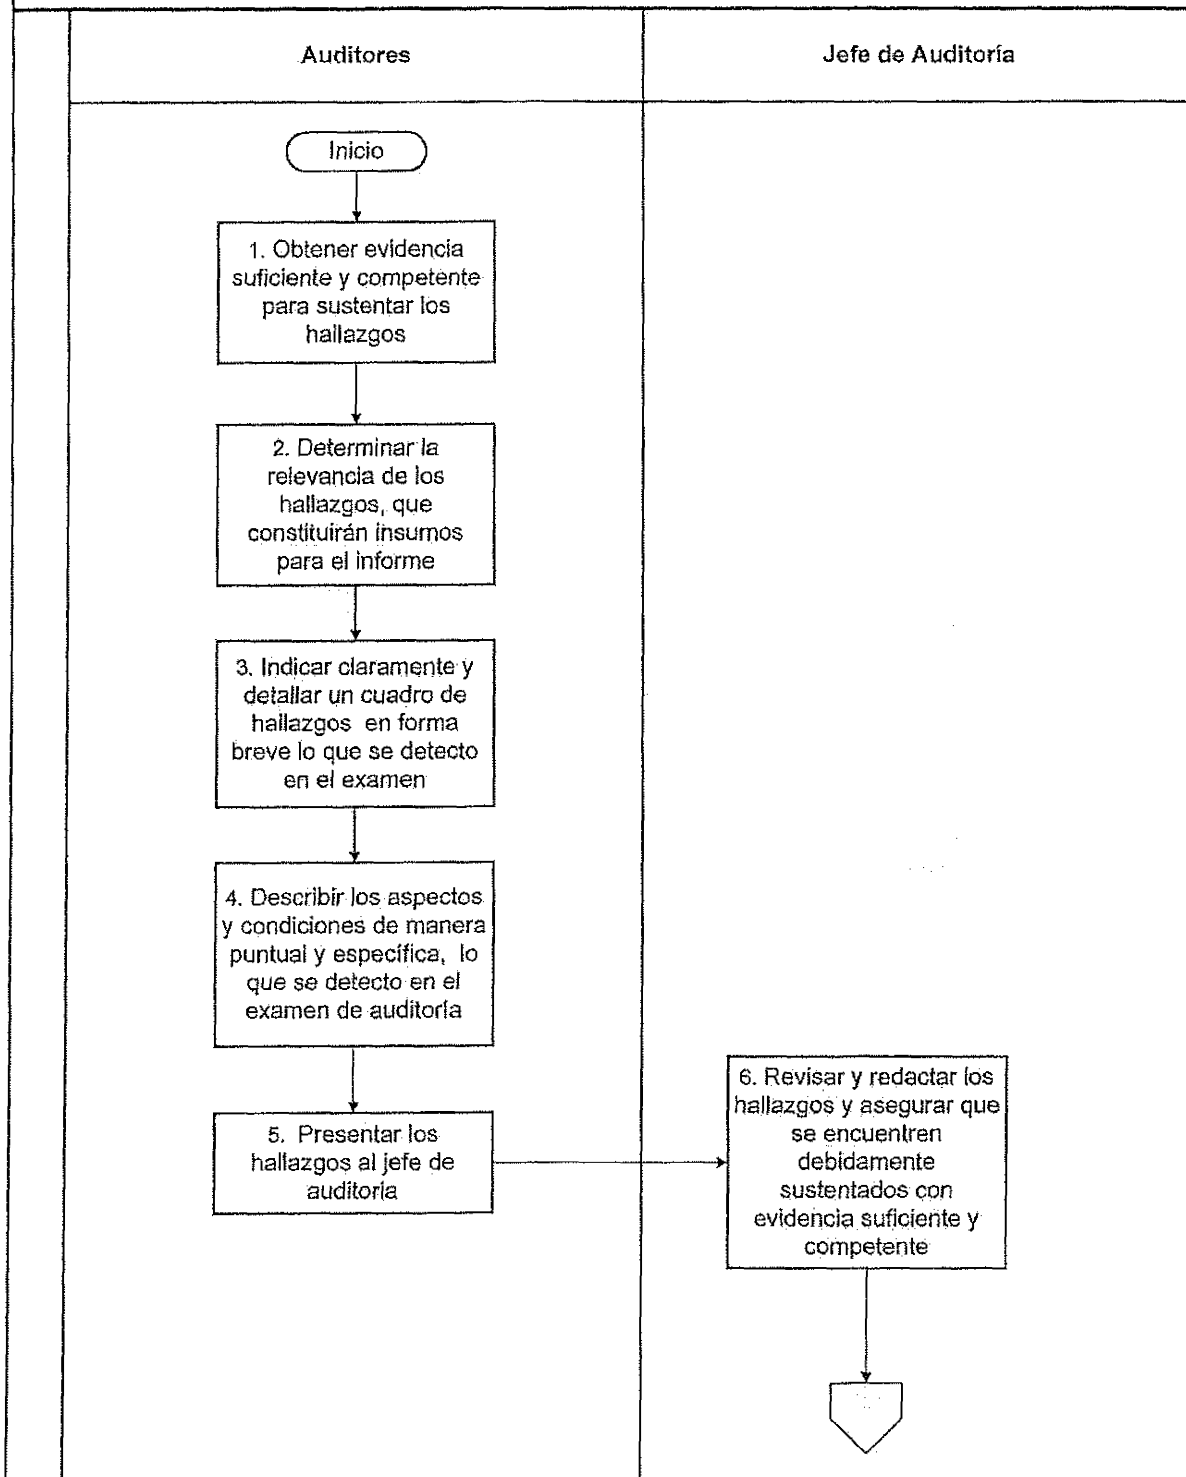 Auditores
Jefe de Auditoría
Inicio
1. Obtener evidencia
suficiente y competente
para sustentar los
hallazgos
2. Determinar la
relevancia de los
hallazgos, que
constituirán insumos
para el informe
3. Indicar claramente y
detallar un cuadro de
hallazgos en forma
breve lo que se detecto
en el examen
4. Describir los aspectos
y condiciones de manera
puntual y específica, lo
que se detecto en el
examen de auditoría
5. Presentar los
hallazgos al jefe de
auditoría
6. Revisar y redactar los
hallazgos y asegurar que
se encuentren
debidamente
sustentados con
evidencia suficiente y
competente